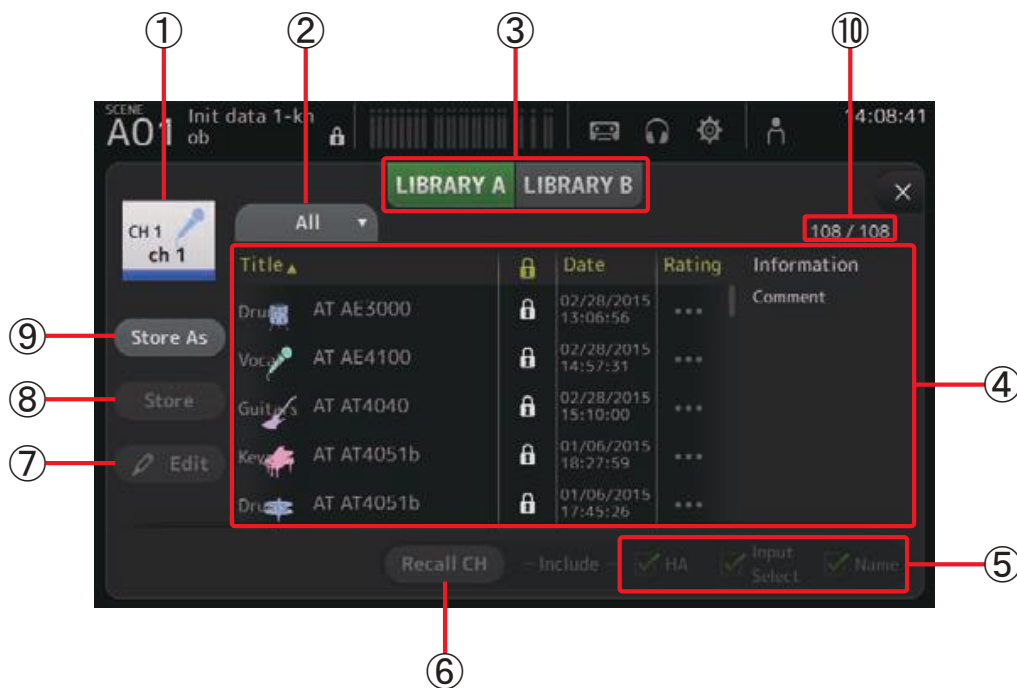 ① ② ③ ⑩
SCENE
A01 Init data 1-kn
ob
14:08:41
LIBRARY A LIBRARY B
CH 1
ch 1
All
108 / 108
Title Date Rating Information
Comment
Drums AT AE3000 02/28/2015
13:06:56
Vocal AT AE4100 02/28/2015
14:57:31
Guitars AT AT4040 02/28/2015
15:10:00
Keys AT AT4051b 01/06/2015
18:27:59
Drums AT AT4051b 01/06/2015
17:45:26
④
⑨ Store As
⑧ Store
⑦ Edit
Recall CH – Include – HA Input
Select Name
⑤
⑥